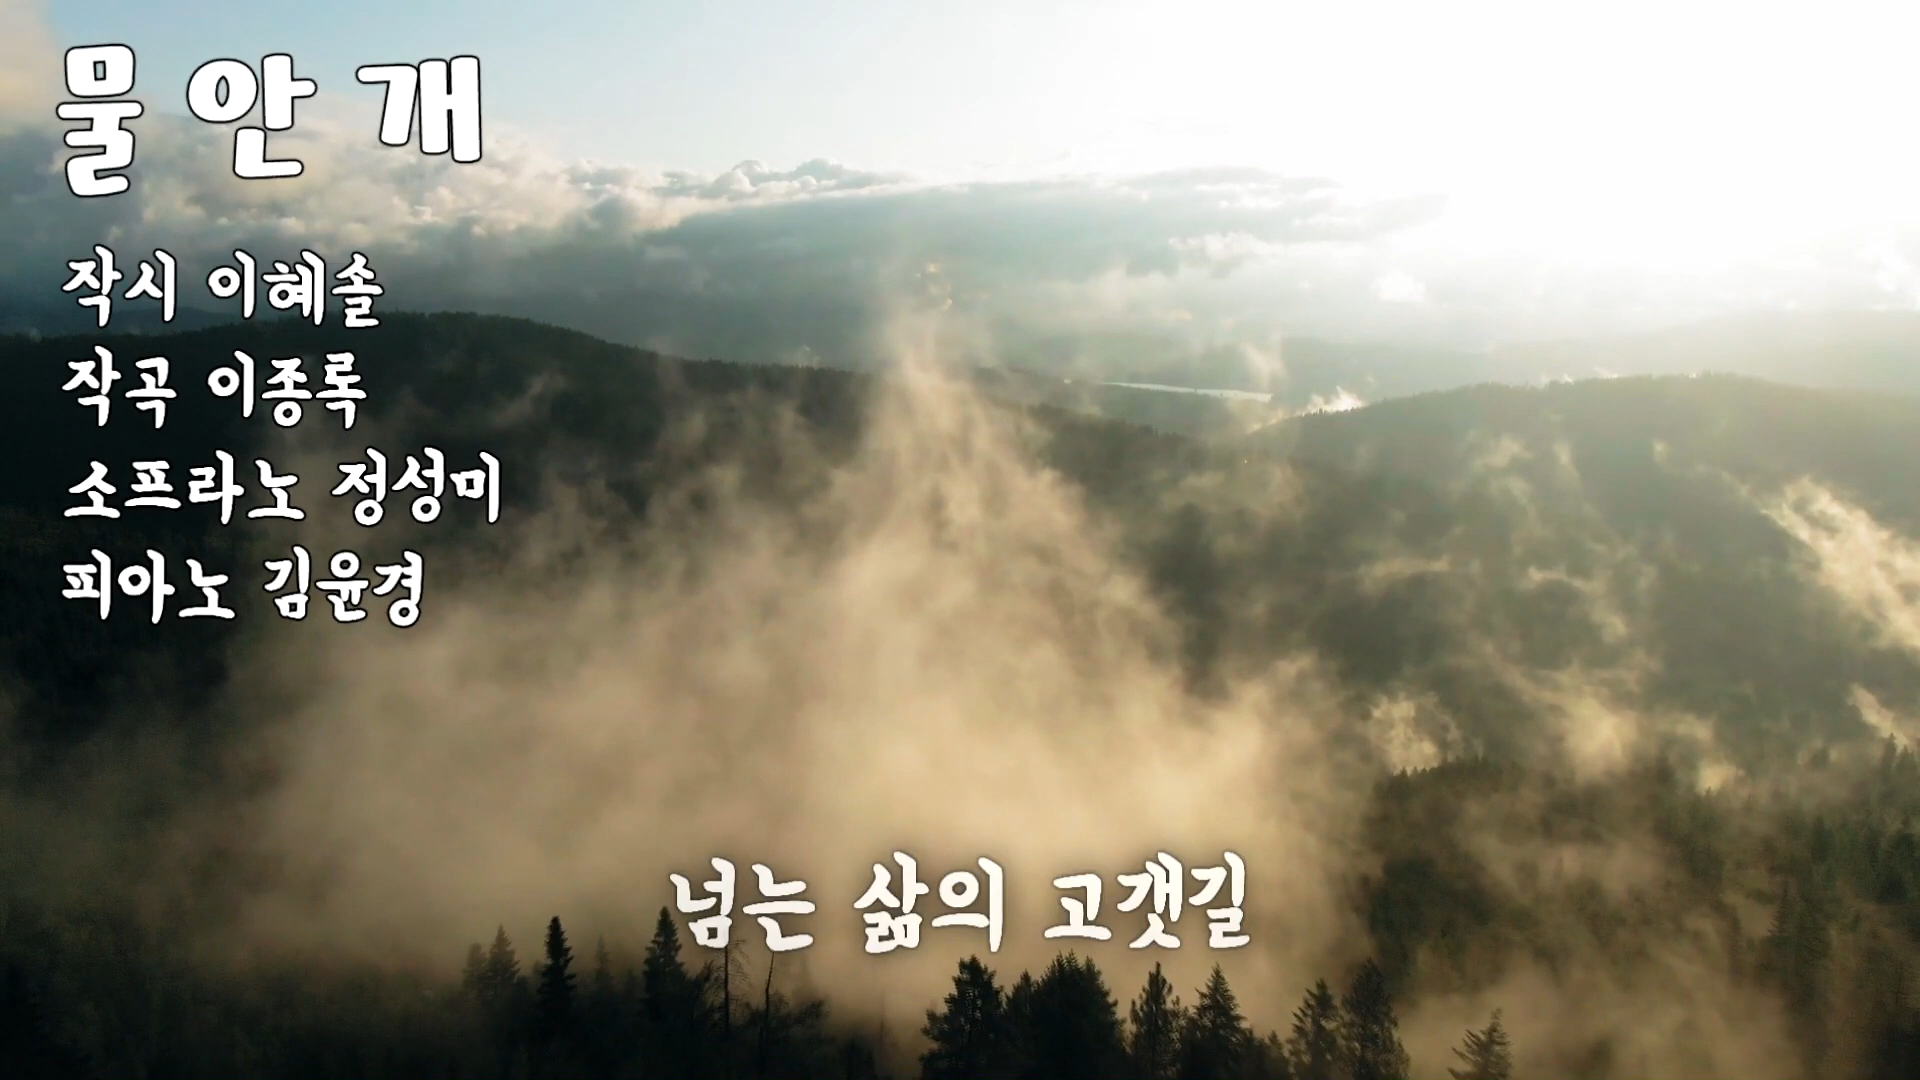 물안개
작시 이혜솔
작곡 이종록
소프라노 정성미
피아노 김윤경
넘는 삶의 고갯길